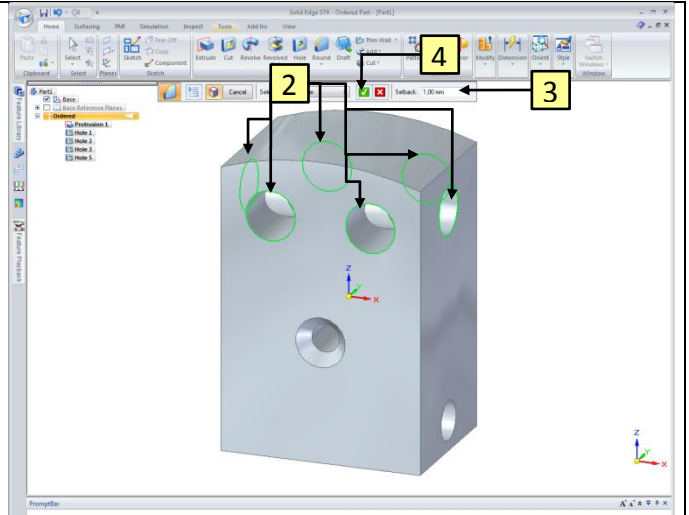 Solid Edge ST4 - Ordered Part - [Part1]
Home Surfacing PMI Simulation Inspect Tools Add Ins View
Paste
Select
Sketch
Tear-Off
Copy
Component
Extrude Cut Revolve Revolved Hole Round Draft
Thin Wall
Add
Cut
Modify Dimension Orient Style
Switch
Windows
Clipboard Select Planes Sketch Window
4
2
3
Cancel
Setback: 1,00 mm
Part1
Base
Base Reference Planes
Ordered
Protrusion 1
Hole 1
Hole 2
Hole 3
Hole 5
Feature Library
Feature Playback
Z
Y
X
Z
Y
X
PromptBar